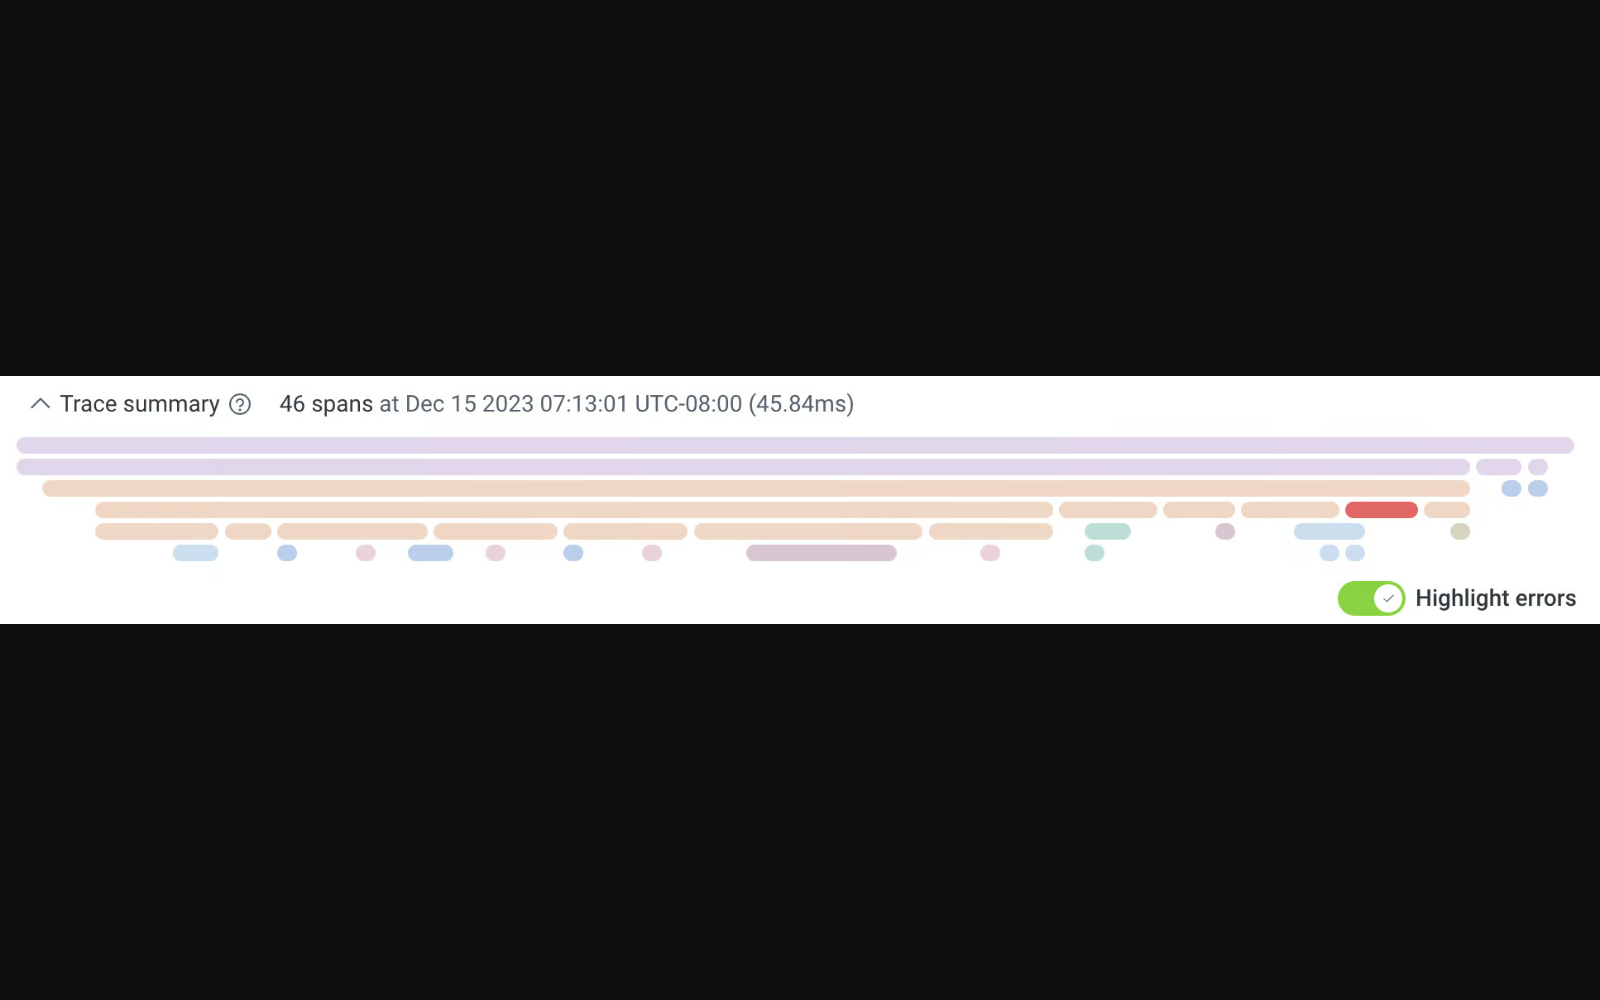 Trace summary ? 46 spans at Dec 15 2023 07:13:01 UTC-08:00 (45.84ms)
Highlight errors